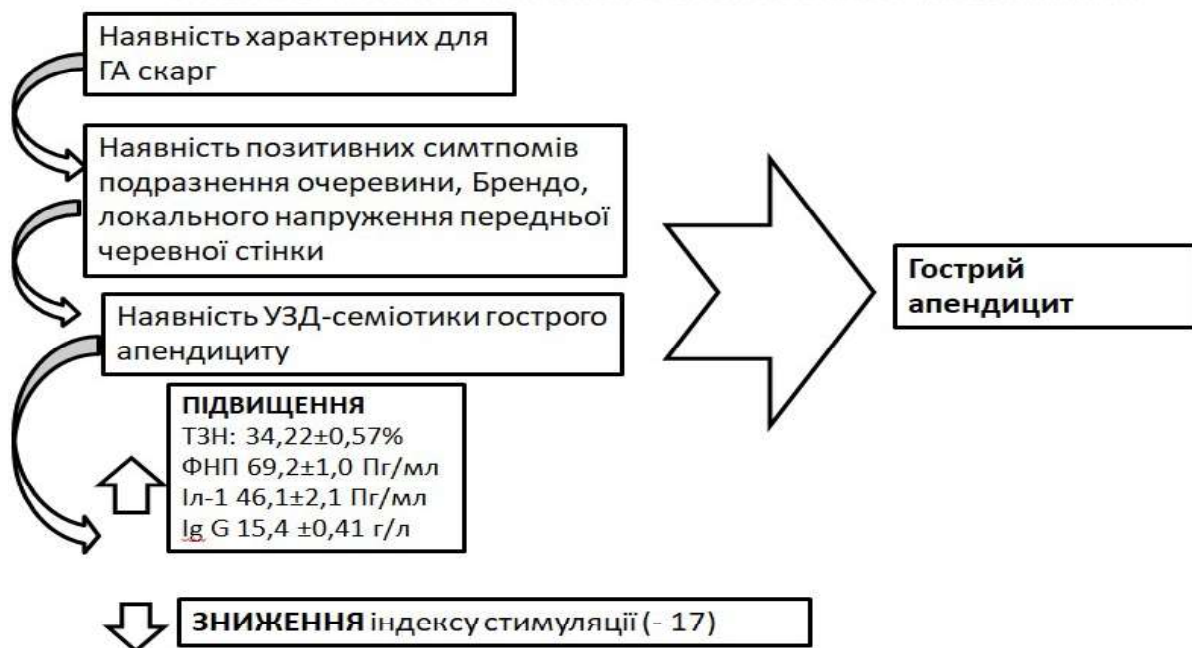 Наявність характерних для
ГА скарг
Наявність позитивних симтпомів
подразнення очеревини, Брендо,
локального напруження передньої
черевної стінки
Гострий
апендицит
Наявність УЗД-семіотики гострого
апендициту
ПІДВИЩЕННЯ
ТЗН: 34,22±0,57%
ФНП 69,2±1,0 Пг/мл
Іл-1 46,1±2,1 Пг/мл
Ig G 15,4 ±0,41 г/л
ЗНИЖЕННЯ індексу стимуляції (- 17)